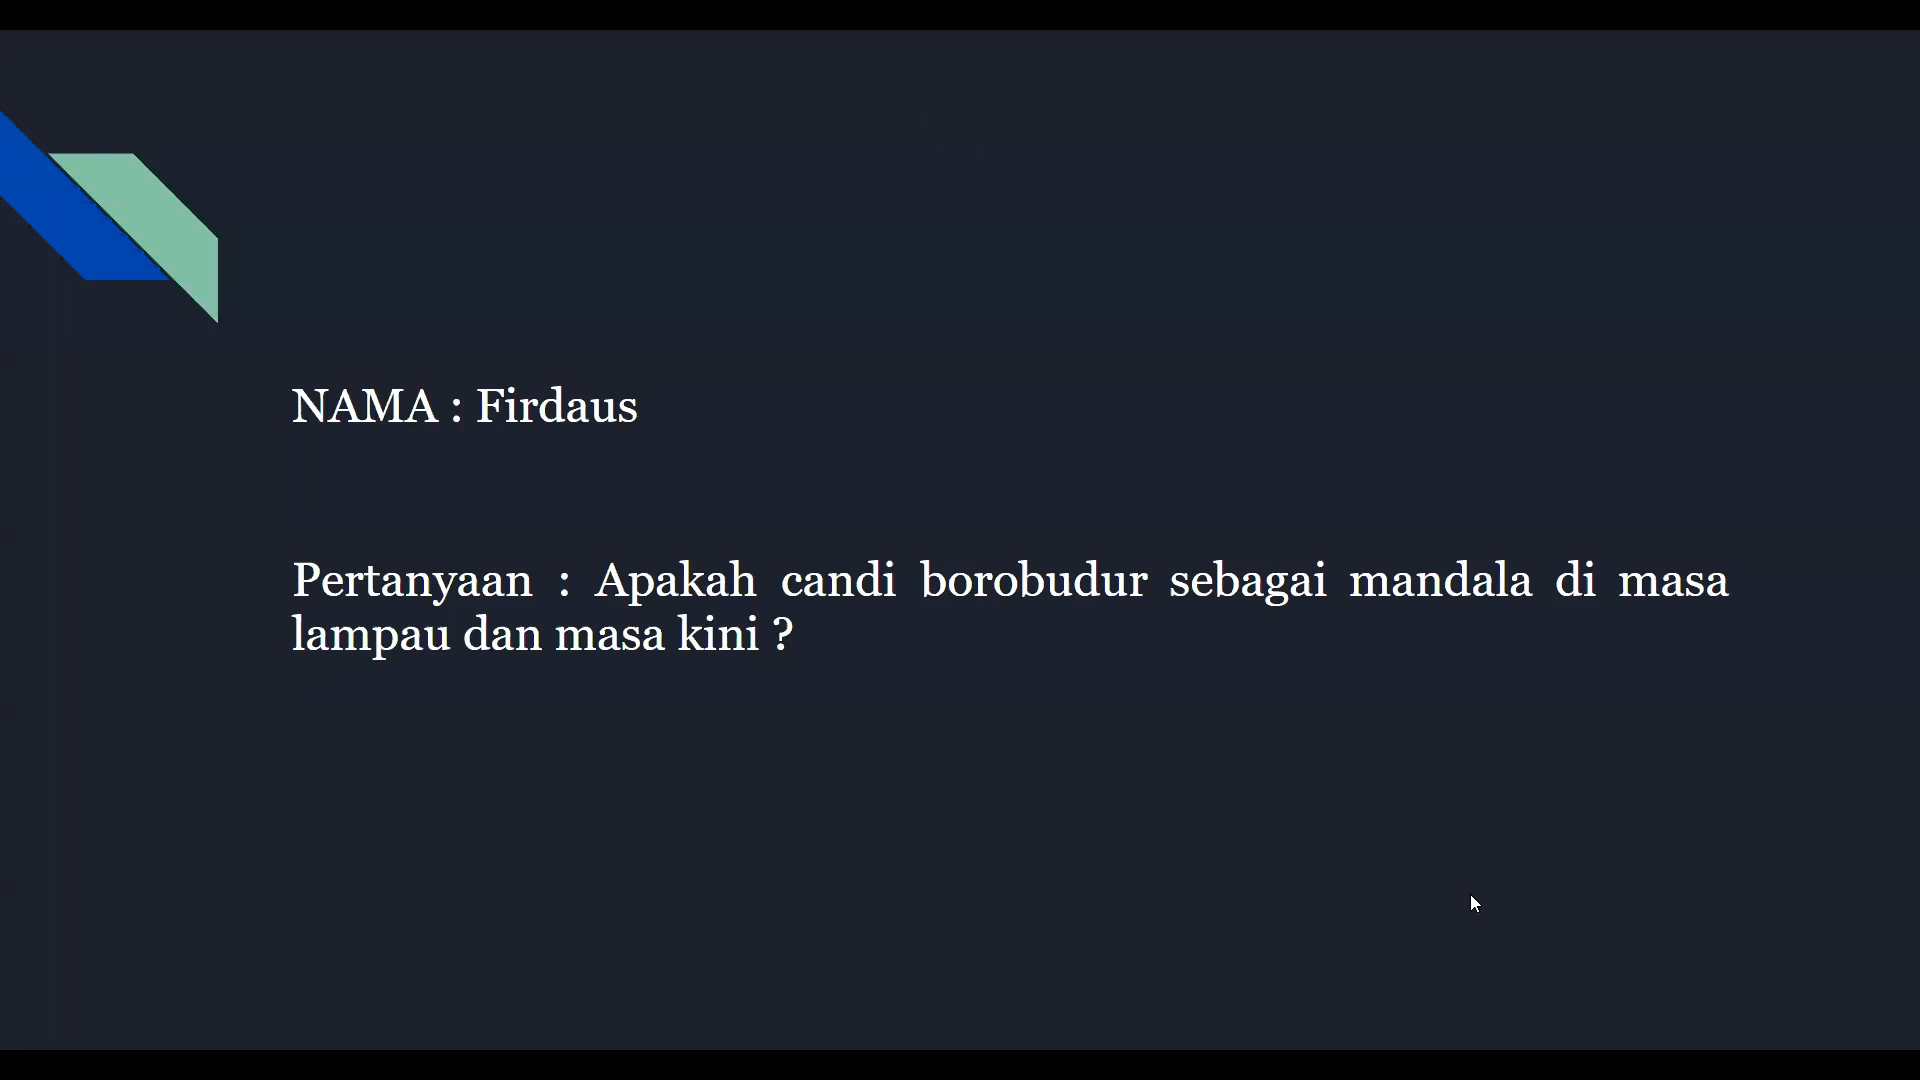 NAMA : Firdaus
Pertanyaan : Apakah candi borobudur sebagai mandala di masa
lampau dan masa kini ?